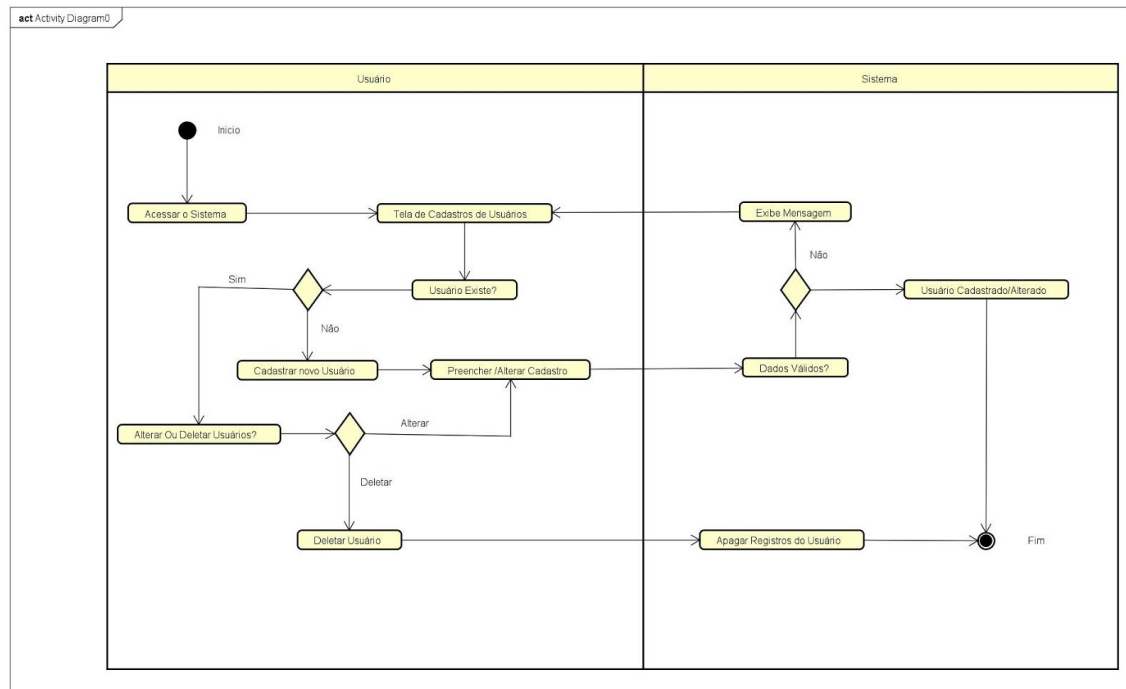 act Activity Diagram0
Usuário
Sistema
Inicio
Acessar o Sistema
Tela de Cadastros de Usuários
Exibe Mensagem
Não
Sim
Usuário Existe?
Usuário Cadastrado/Alterado
Não
Cadastrar novo Usuário
Preencher /Alterar Cadastro
Dados Válidos?
Alterar Ou Deletar Usuários?
Alterar
Deletar
Deletar Usuário
Apagar Registros do Usuário
Fim